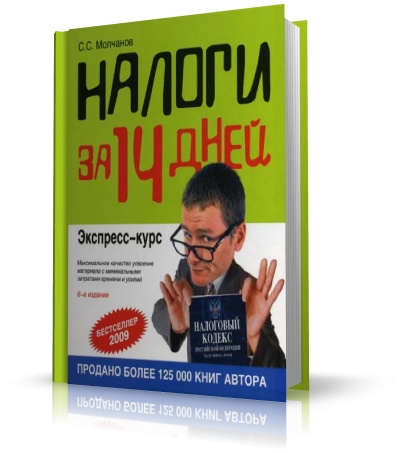 С.С. Молчанов
НАЛОГИ
ЗА 14 ДНЕЙ
Экспресс-курс
Максимальное качество усвоения
материала с минимальными
затратами времени и усилий
6-е издание
БЕСТСЕЛЛЕР
2009
НАЛОГОВЫЙ
КОДЕКС
РОССИЙСКОЙ ФЕДЕРАЦИИ
ПРОДАНО БОЛЕЕ 125 000 КНИГ АВТОРА